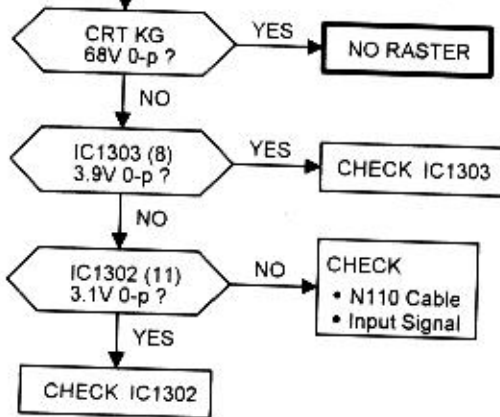 CRT KG
68V 0-p ?
YES
NO RASTER
NO
IC1303 (8)
3.9V 0-p ?
YES
CHECK IC1303
NO
IC1302 (11)
3.1V 0-p ?
NO
CHECK
• N110 Cable
• Input Signal
YES
CHECK IC1302